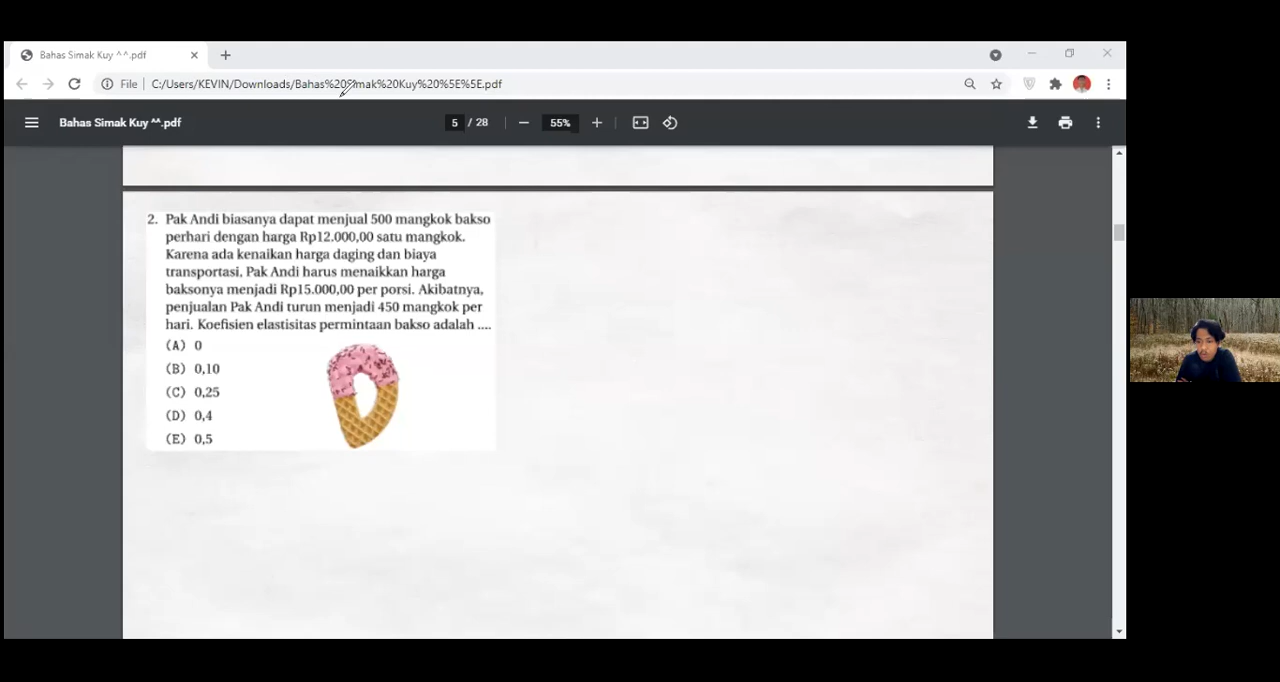 Bahas Simak Kuy ^^.pdf
File
C:/Users/KEVIN/Downloads/Bahas%20Simak%20Kuy%20%5E%5E.pdf
Bahas Simak Kuy ^^.pdf
5 / 28
55%
2. Pak Andi biasanya dapat menjual 500 mangkok bakso
perhari dengan harga Rp12.000,00 satu mangkok.
Karena ada kenaikan harga daging dan biaya
transportasi, Pak Andi harus menaikkan harga
baksonya menjadi Rp15.000,00 per porsi. Akibatnya,
penjualan Pak Andi turun menjadi 450 mangkok per
hari. Koefisien elastisitas permintaan bakso adalah ....
(A) 0
(B) 0,10
(C) 0,25
(D) 0,4
(E) 0,5